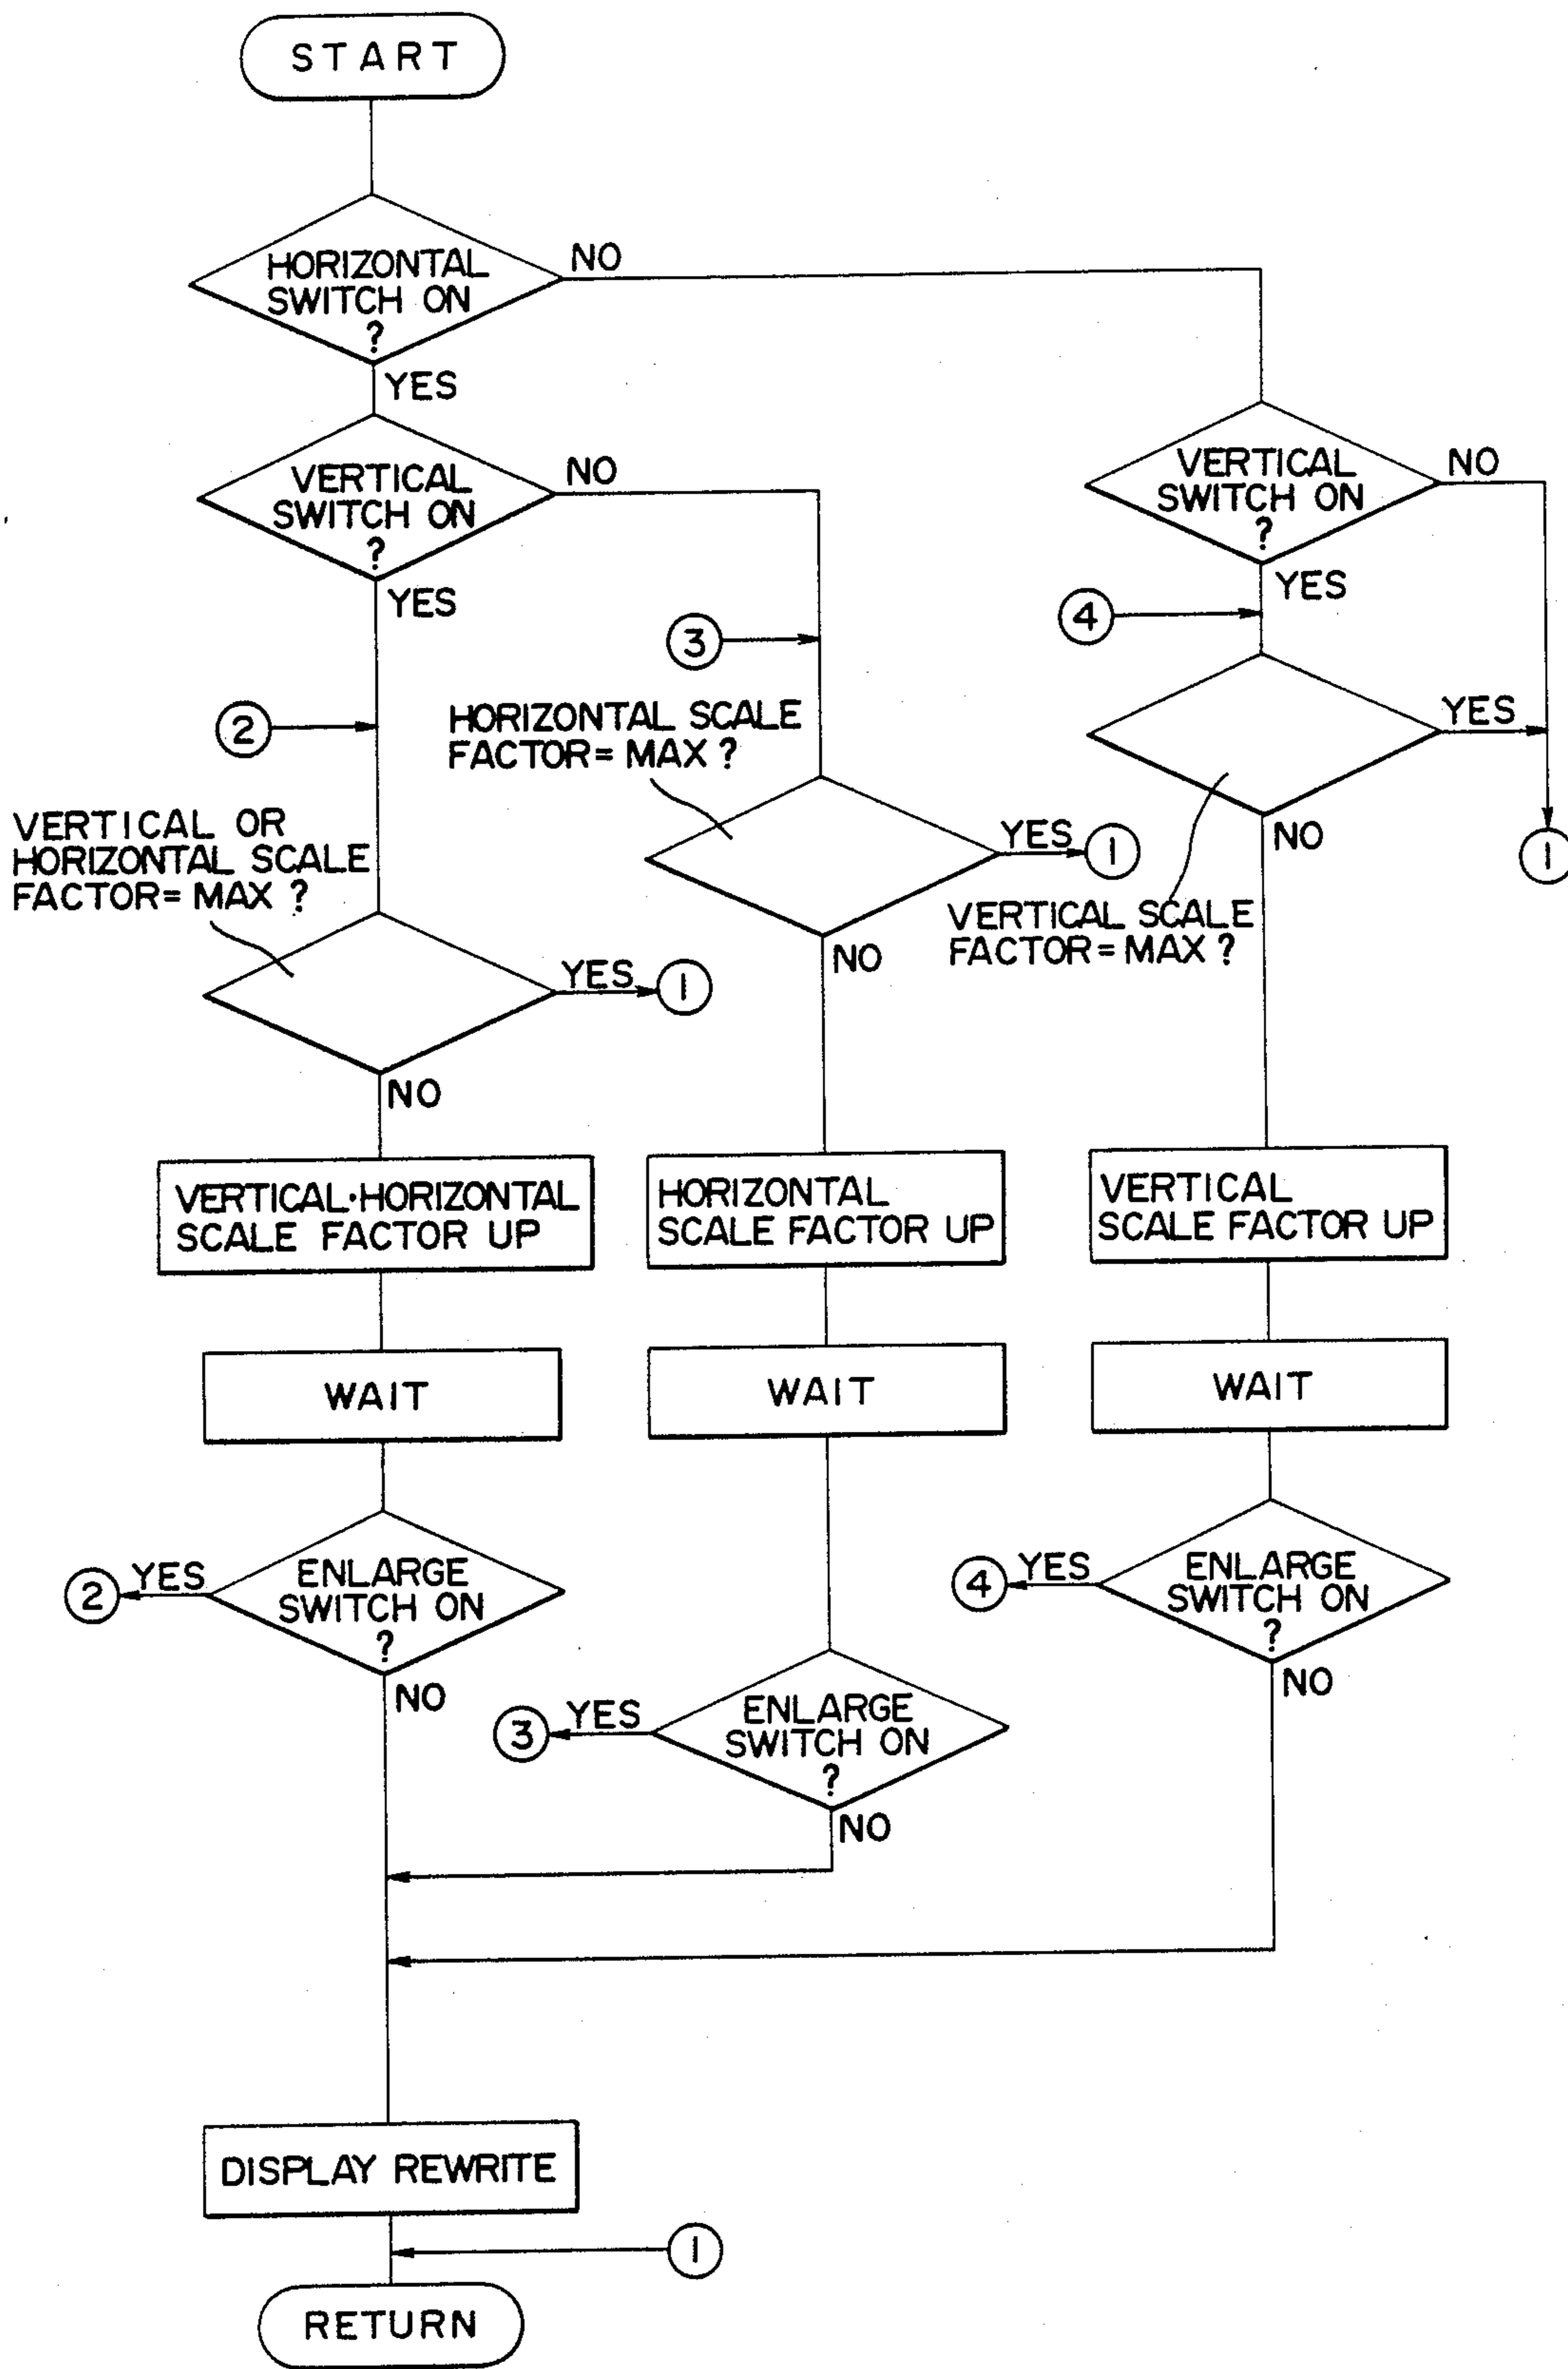 START
HORIZONTAL
SWITCH ON
?
NO
YES
VERTICAL
SWITCH ON
?
NO
YES
VERTICAL
SWITCH ON
?
NO
YES
4
3
2
HORIZONTAL SCALE
FACTOR = MAX ?
YES
NO
1
VERTICAL OR
HORIZONTAL SCALE
FACTOR = MAX ?
YES
1
NO
YES
1
NO
VERTICAL SCALE
FACTOR = MAX ?
VERTICAL·HORIZONTAL
SCALE FACTOR UP
HORIZONTAL
SCALE FACTOR UP
VERTICAL
SCALE FACTOR UP
WAIT
WAIT
WAIT
2
YES
ENLARGE
SWITCH ON
?
NO
4
YES
ENLARGE
SWITCH ON
?
NO
3
YES
ENLARGE
SWITCH ON
?
NO
DISPLAY REWRITE
1
RETURN